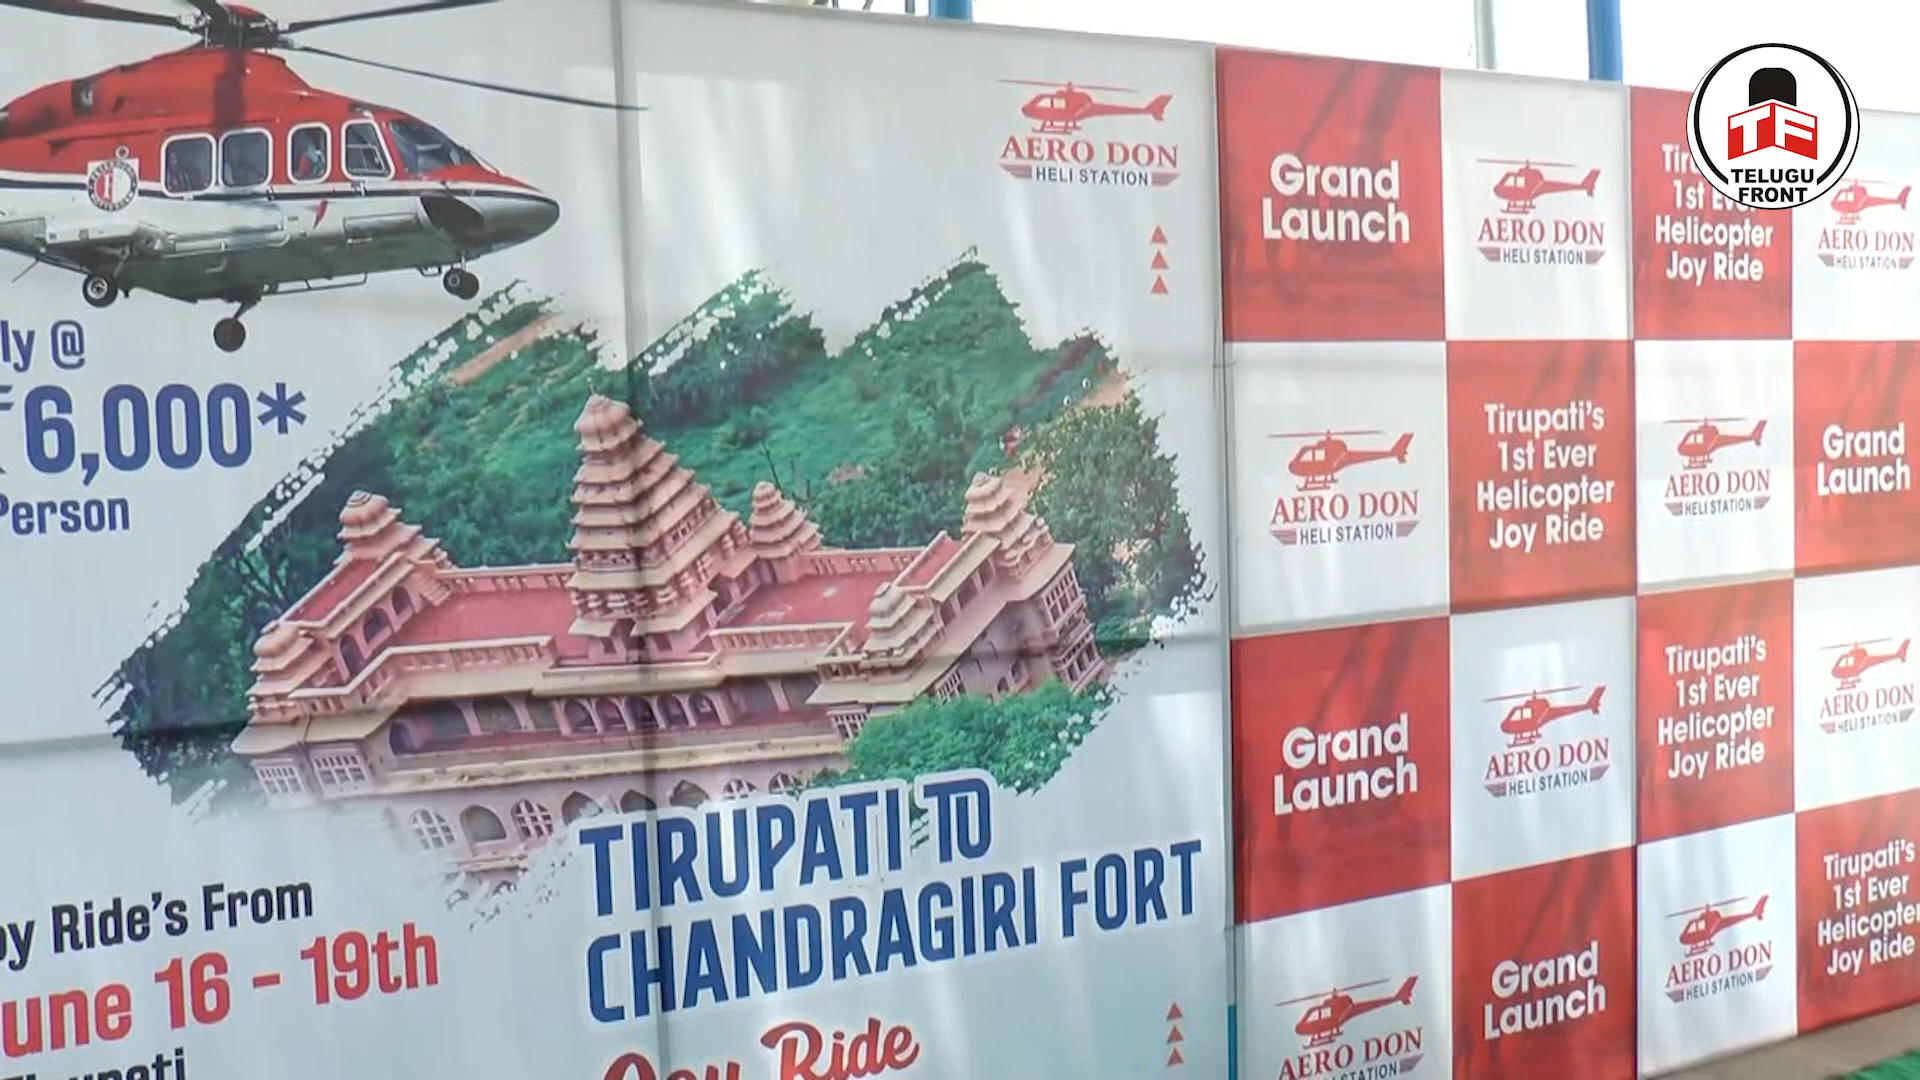 ly @
₹6,000*
Person
AERO DON
HELI STATION
TIRUPATI TO
CHANDRAGIRI FORT
Ride
Ride's From
16 - 19th
Grand
Launch
AERO DON
HELI STATION
1st Ever
Helicopter
Joy Ride
AERO DON
HELI STATION
AERO DON
HELI STATION
Tirupati's
1st Ever
Helicopter
Joy Ride
AERO DON
HELI STATION
Grand
Launch
Grand
Launch
AERO DON
HELI STATION
Tirupati's
1st Ever
Helicopter
Joy Ride
AERO DON
HELI STATION
AERO DON
STATION
Grand
Launch
AERO DON
HELI STATION
Tirupati's
1st Ever
Helicopter
Joy Ride
TF
TELUGU
FRONT